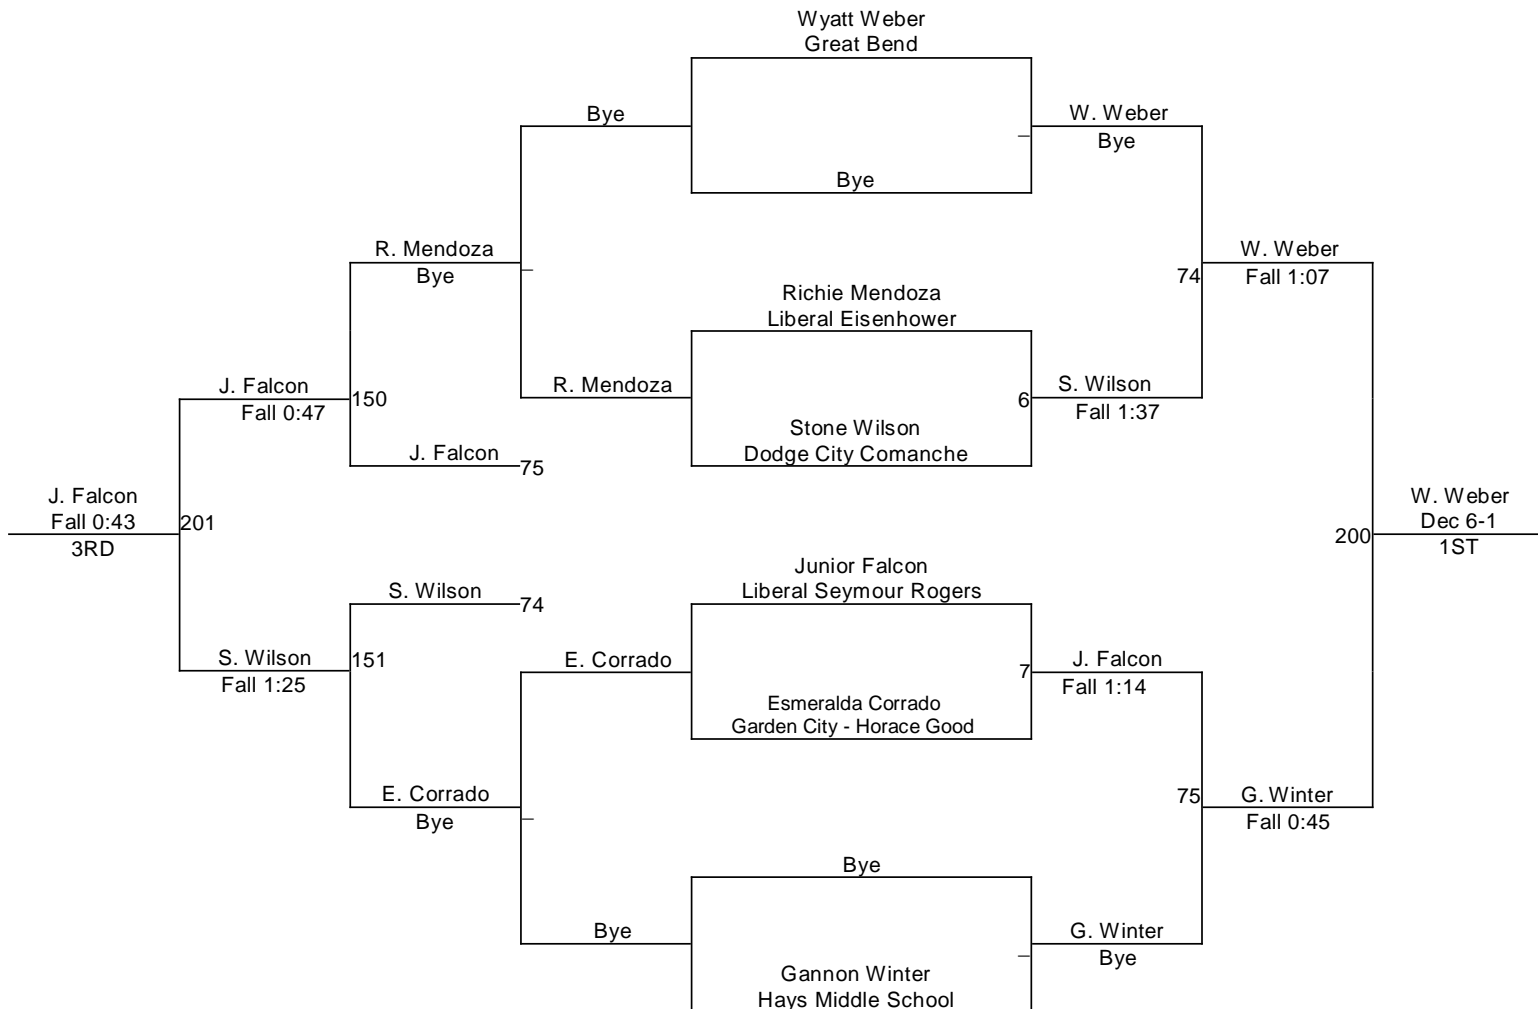 Wyatt Weber
Great Bend
Bye
W. Weber
Bye
Bye
R. Mendoza
Bye
W. Weber
Fall 1:07
74
Richie Mendoza
Liberal Eisenhower
J. Falcon
Fall 0:47
150
R. Mendoza
6
S. Wilson
Fall 1:37
Stone Wilson
Dodge City Comanche
J. Falcon
75
J. Falcon
Fall 0:43
3RD
201
W. Weber
Dec 6-1
1ST
200
Junior Falcon
Liberal Seymour Rogers
S. Wilson
74
S. Wilson
Fall 1:25
151
E. Corrado
7
J. Falcon
Fall 1:14
Esmeralda Corrado
Garden City - Horace Good
E. Corrado
Bye
75
G. Winter
Fall 0:45
Bye
Bye
G. Winter
Bye
Gannon Winter
Hays Middle School